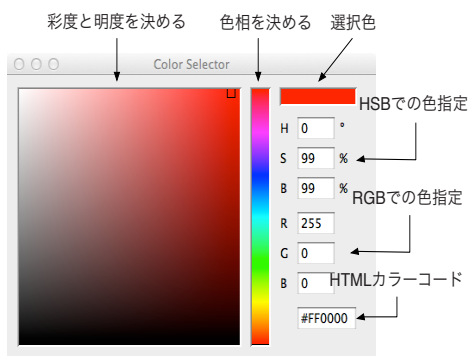 彩度と明度を決める 色相を決める 選択色
Color Selector
HSBでの色指定
H 0 °
S 99 %
B 99 %
RGBでの色指定
R 255
G 0
B 0
HTMLカラーコード
#FF0000